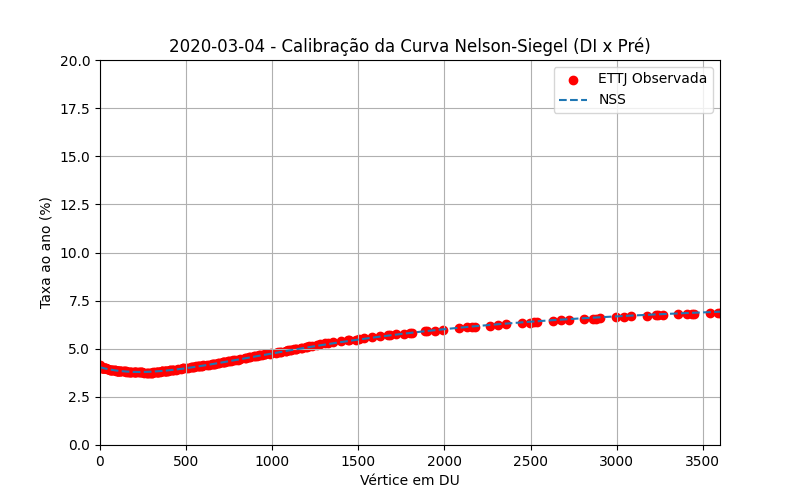 2020-03-04 - Calibração da Curva Nelson-Siegel (DI x Pré)
ETTJ Observada
NSS
Taxa ao ano (%)
20.0
17.5
15.0
12.5
10.0
7.5
5.0
2.5
0.0
0 500 1000 1500 2000 2500 3000 3500
Vértice em DU